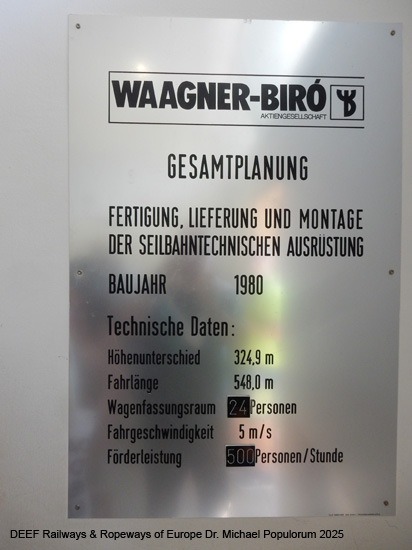 WAAGNER-BIRÓ
AKTIENGESELLSCHAFT
GESAMTPLANUNG
FERTIGUNG, LIEFERUNG UND MONTAGE
DER SEILBAHNTECHNISCHEN AUSRÜSTUNG
BAUJAHR 1980
Technische Daten:
Höhenunterschied 324,9 m
Fahrlänge 548,0 m
Wagenfassungsraum 24 Personen
Fahrgeschwindigkeit 5 m/s
Förderleistung 500 Personen/Stunde
DEEF Railways & Ropeways of Europe Dr. Michael Populorum 2025